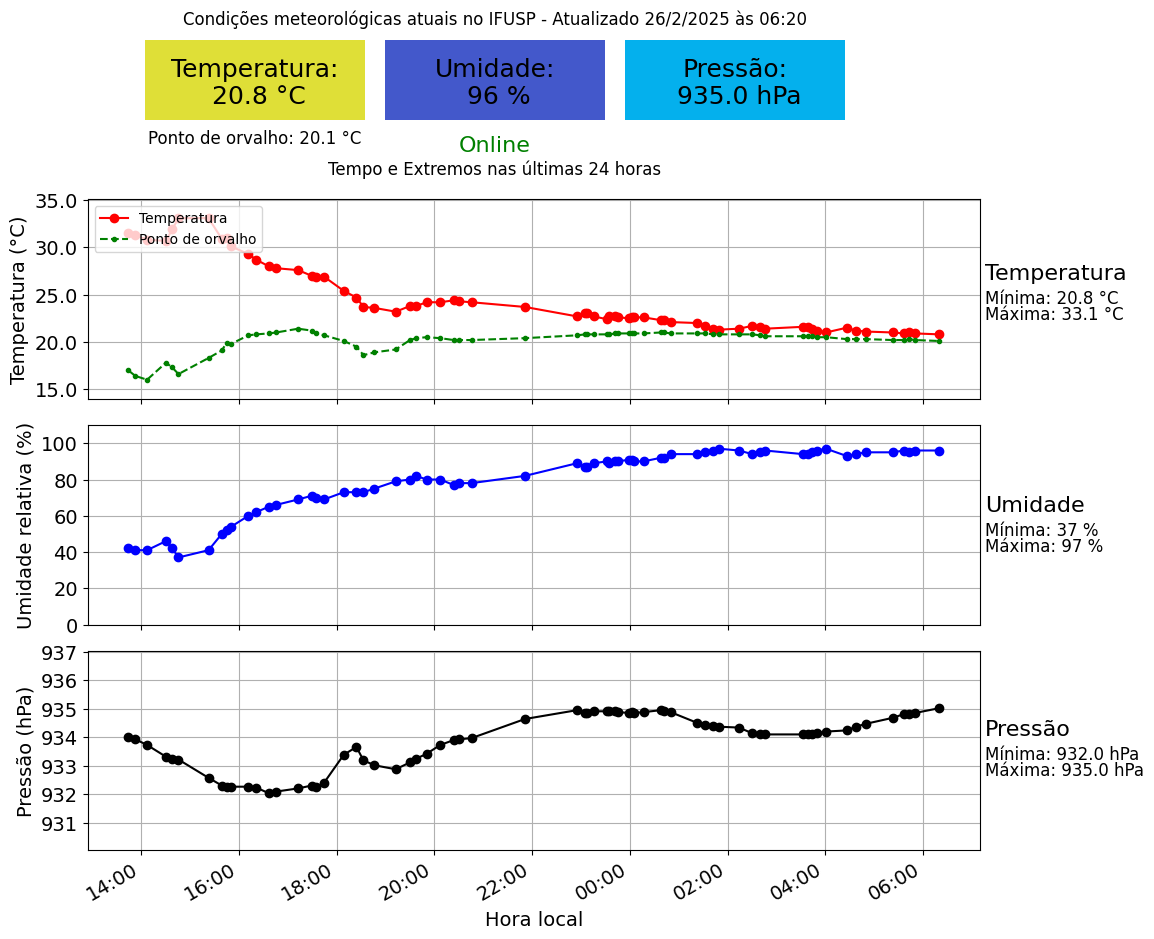 Condições meteorológicas atuais no IFUSP - Atualizado 26/2/2025 às 06:20
Temperatura:
20.8 °C
Umidade:
96 %
Pressão:
935.0 hPa
Ponto de orvalho: 20.1 °C
Online
Tempo e Extremos nas últimas 24 horas
Temperatura (°C)
35.0
30.0
25.0
20.0
15.0
Temperatura
Ponto de orvalho
Temperatura
Mínima: 20.8 °C
Máxima: 33.1 °C
Umidade relativa (%)
100
80
60
40
20
0
Umidade
Mínima: 37 %
Máxima: 97 %
Pressão (hPa)
937
936
935
934
933
932
931
Pressão
Mínima: 932.0 hPa
Máxima: 935.0 hPa
14:00
16:00
18:00
20:00
22:00
00:00
02:00
04:00
06:00
Hora local